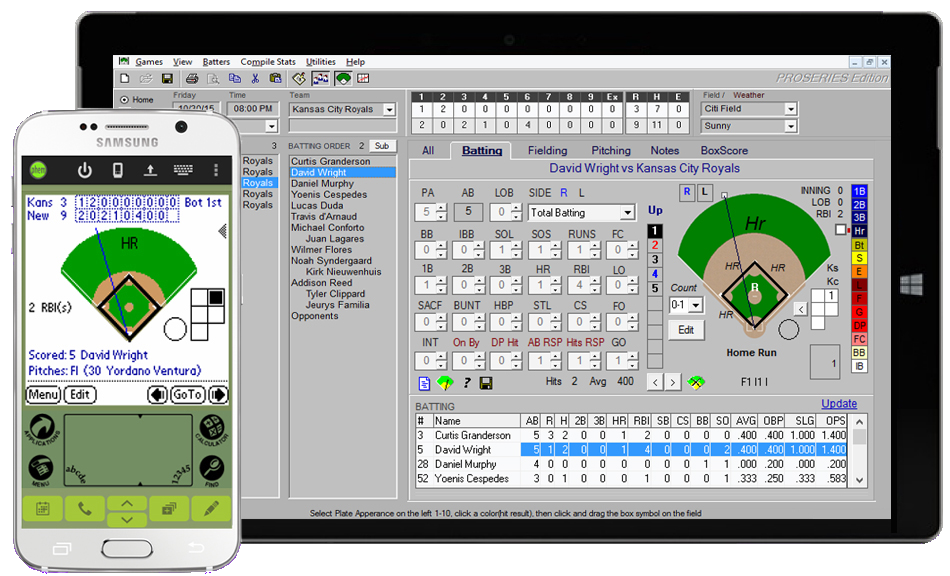 SAMSUNG
Kans 3 1 2 0 0 0 0 0 0 0 Bot 1st
New 9 2 0 2 1 0 4 0 0
HR
2 RBI(s)
Scored: 5 David Wright
Pitches: FI (30 Yordano Ventura)
Menu Edit GoTo
APPLICATIONS
CALCULATOR
MENU
abcde
12345
FIND
Games View Batters Compile Stats Utilities Help
PROSERIES Edition
Home
Friday Time Team
10/30/15 08:00 PM Kansas City Royals
1 2 3 4 5 6 7 8 9 Ex R H E
1 2 0 0 0 0 0 0 0 0 3 7 0
2 0 2 1 0 4 0 0 0 0 9 11 0
Field / Weather
Citi Field
Sunny
3 BATTING ORDER 2 Sub
Royals
Royals
Royals
Royals
Curtis Granderson
David Wright
Daniel Murphy
Yoenis Cespedes
Lucas Duda
Travis d'Arnaud
Michael Conforto
Juan Lagares
Wilmer Flores
Noah Syndergaard
Kirk Nieuwenhuis
Addison Reed
Tyler Clippard
Jeurys Familia
Opponents
All Batting Fielding Pitching Notes BoxScore
David Wright vs Kansas City Royals
PA AB LOB SIDE R L
5 5 0 Total Batting
BB IBB SOL SOS RUNS FC
0 0 1 1 1 0
1B 2B 3B HR RBI LO
1 0 0 1 4 0
SACF BUNT HBP STL CS FO
0 0 0 0 0 0
INT On By DP Hit AB RSP Hits RSP GO
0 0 0 1 1 1
Hits 2 Avg 400
Up
1
2
3
4
5
R L
INNING 0
LOB 0
RBI 2
Hr
HR HR
R
HR
Count
0-1
Edit
Home Run
Ks
Kc
1
1
F1 I1 I
1B
2B
3B
Hr
Bt
S
E
L
F
G
DP
FC
BB
IB
BATTING Update
# Name AB R H 2B 3B HR RBI SB CS BB SO AVG OBP SLG OPS
3 Curtis Granderson 5 3 2 0 0 1 2 0 0 0 0 .400 .400 1.000 1.400
5 David Wright 5 1 2 0 0 1 4 0 0 0 2 .400 .400 1.000 1.400
28 Daniel Murphy 4 0 0 0 0 0 0 0 0 1 1 .000 .200 .000 .200
52 Yoenis Cespedes 3 0 1 0 0 0 1 0 0 0 1 .333 .250 .333 .583
Select Plate Apperance on the left 1-10, click a color(hit result), then click and drag the box symbol on the field